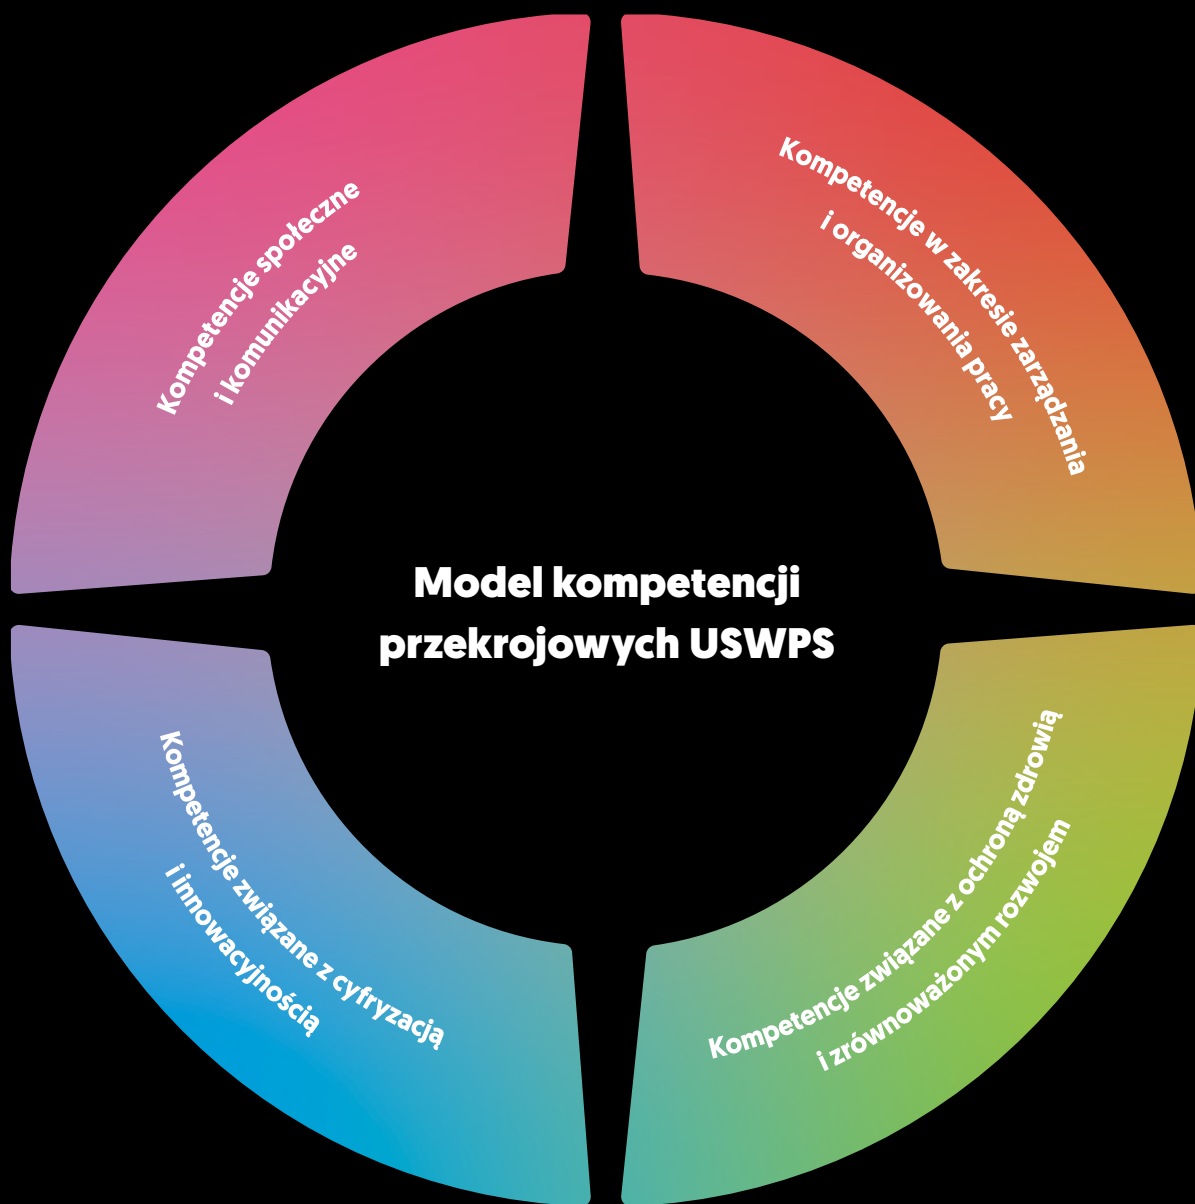 Kompetencje społeczne
i komunikacyjne
Kompetencje w zakresie zarządzania
i organizowania pracy
Model kompetencji
przekrojowych USWPS
Kompetencje związane z cyfryzacją
i innowacyjnością
Kompetencje związane z ochroną zdrowią
i zrównoważonym rozwojem